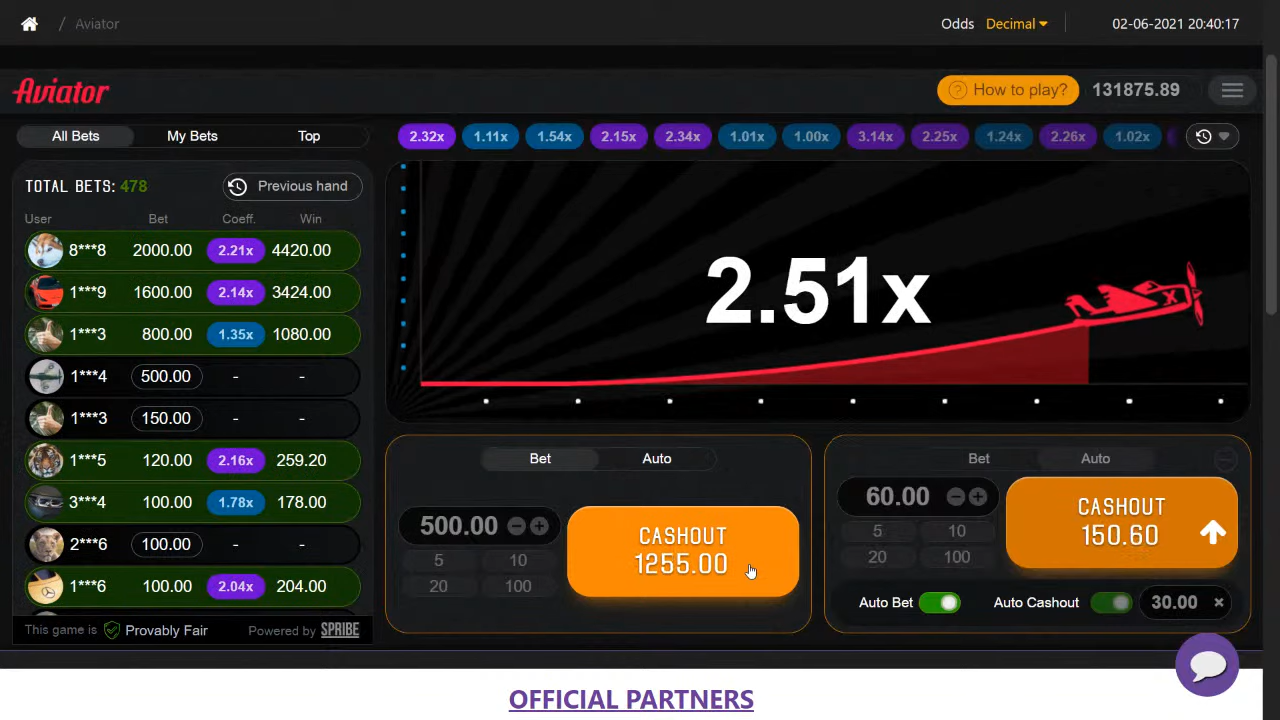 / Aviator
Odds Decimal 02-06-2021 20:40:17
Aviator
? How to play? 131875.89
All Bets My Bets Top
2.32x 1.11x 1.54x 2.15x 2.34x 1.01x 1.00x 3.14x 2.25x 1.24x 2.26x 1.02x
TOTAL BETS: 478 Previous hand
User Bet Coeff. Win
8***8 2000.00 2.21x 4420.00
1***9 1600.00 2.14x 3424.00
1***3 800.00 1.35x 1080.00
1***4 500.00 - -
1***3 150.00 - -
1***5 120.00 2.16x 259.20
3***4 100.00 1.78x 178.00
2***6 100.00 - -
1***6 100.00 2.04x 204.00
This game is Provably Fair Powered by SPRIBE
2.51x
X
Bet Auto
500.00 - +
5 10
20 100
CASHOUT
1255.00
Bet Auto
60.00 - +
5 10
20 100
CASHOUT
150.60
Auto Bet Auto Cashout 30.00 ×
OFFICIAL PARTNERS